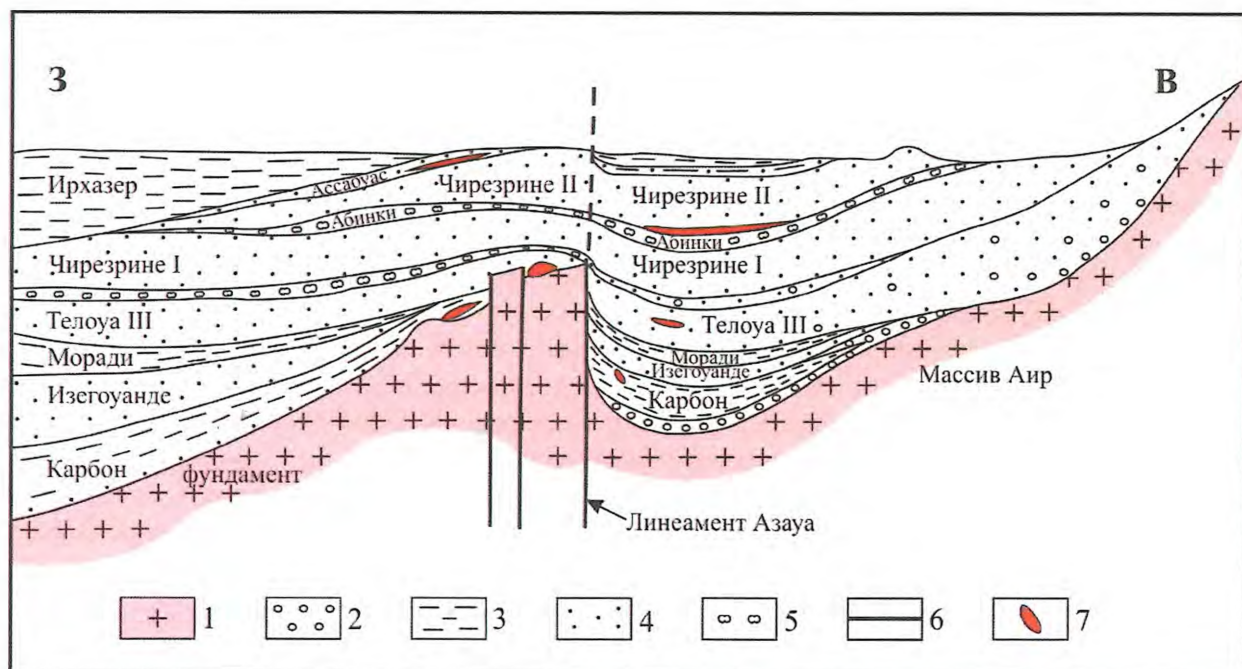 З
В
Ирхазер
Ассаоуас
Чирезрине II
Чирезрине II
Абинки
Абинки
Чирезрине I
Чирезрине I
Телоуа III
Телоуа III
Моради
Моради
Изегоуанде
Изегоуанде
Массив Аир
Карбон
Карбон
фундамент
Линеамент Азауа
1
2
3
4
5
6
7